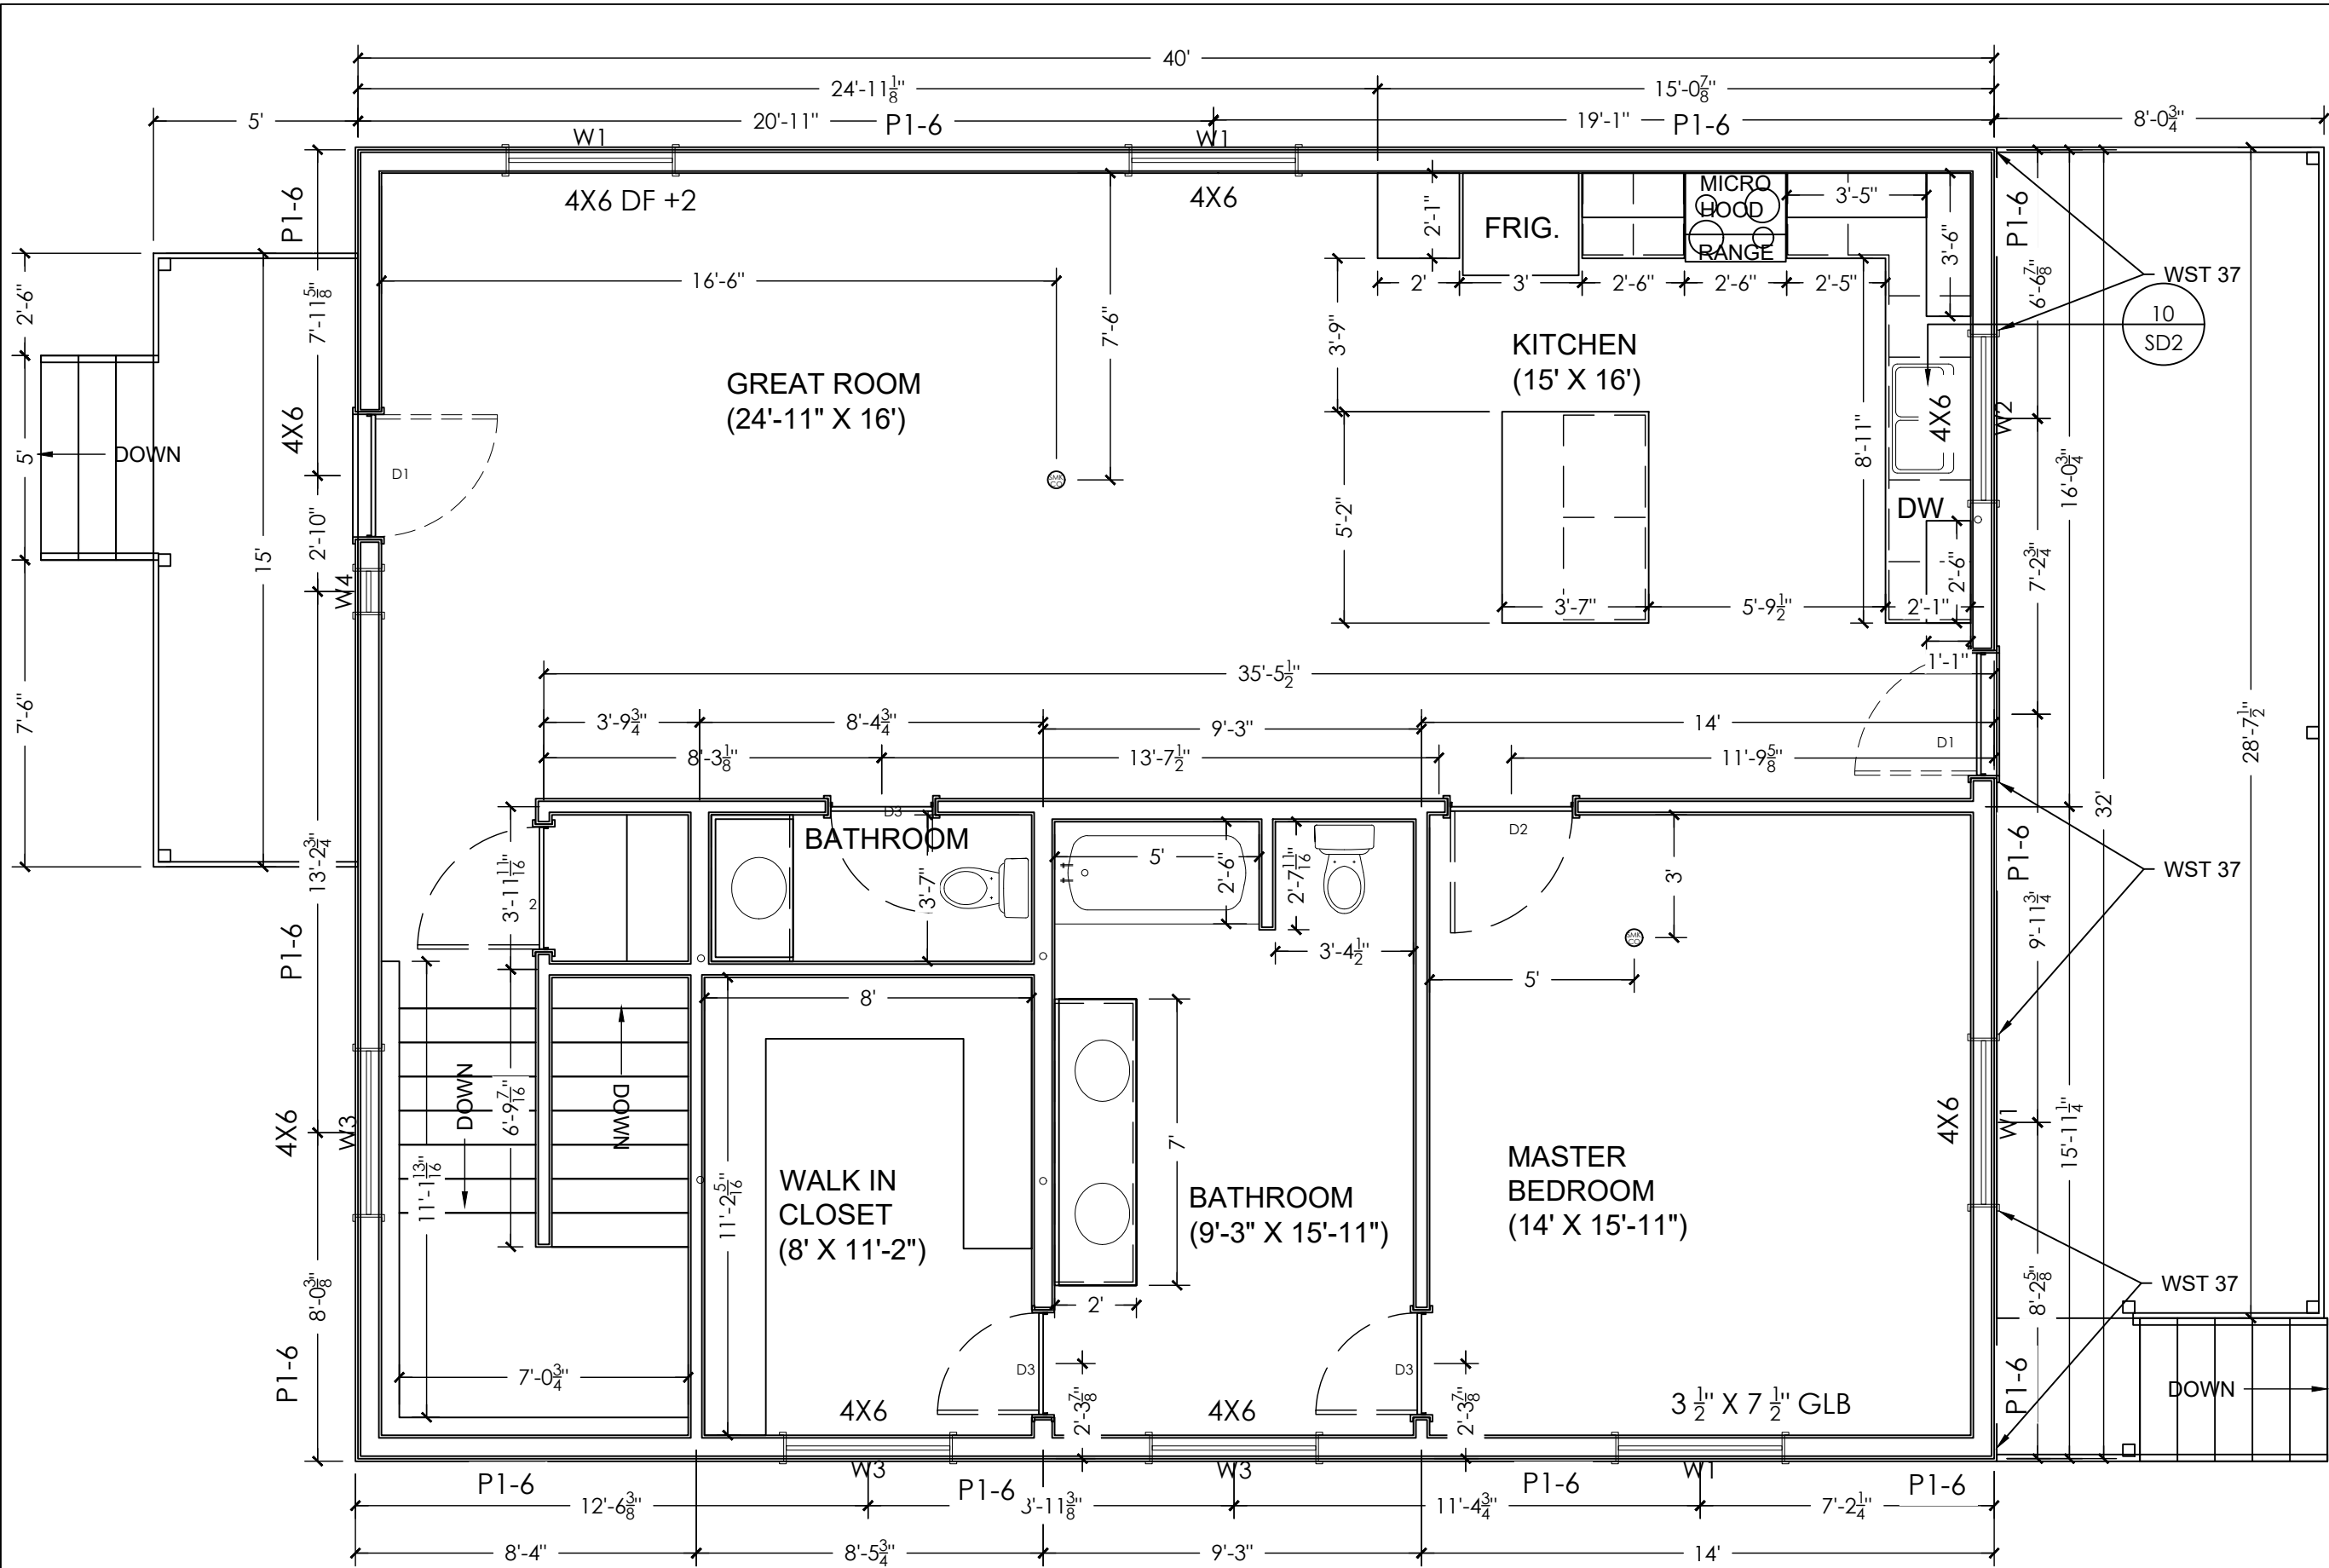 40'
24'-11 1/8"
15'-0 7/8"
5'
20'-11"
P1-6
19'-1"
P1-6
8'-0 3/4"
W1
W1
4X6 DF +2
4X6
MICRO
HOOD
RANGE
FRIG.
3'-5"
2'-1"
3'-6"
P1-6
P1-6
6'-6 7/8"
WST 37
10
SD2
2'-6"
7'-11 5/8"
16'-6"
7'-6"
2'
3'
2'-6"
2'-6"
2'-5"
3'-9"
KITCHEN
(15' X 16')
GREAT ROOM
(24'-11" X 16')
4X6
DOWN
5'
D1
SMK
CO
5'-2"
8'-11"
4X6
W2
DW
16'-0 3/4"
2'-10"
15'
W4
7'-2 3/4"
2'-6"
3'-7"
5'-9 1/2"
2'-1"
1'-1"
7'-6"
35'-5 1/2"
3'-9 3/4"
8'-4 3/4"
9'-3"
14'
28'-7 1/2"
8'-3 1/8"
13'-7 1/2"
11'-9 5/8"
D1
32'
D3
BATHROOM
D2
13'-2 3/4"
3'-11 11/16"
2
3'-7"
5'
2'-6"
2'-7 11/16"
3'
P1-6
WST 37
P1-6
3'-4 1/2"
SMK
CO
9'-11 3/4"
8'
5'
DOWN
DOWN
6'-9 7/16"
4X6
W3
7'
4X6
W1
15'-11 1/4"
11'-1 13/16"
11'-2 5/16"
WALK IN
CLOSET
(8' X 11'-2")
BATHROOM
(9'-3" X 15'-11")
MASTER
BEDROOM
(14' X 15'-11")
8'-0 3/8"
2'
8'-2 5/8"
WST 37
P1-6
7'-0 3/4"
D3
D3
P1-6
DOWN
4X6
2'-3 7/8"
4X6
2'-3 7/8"
3 1/2" X 7 1/2" GLB
W3
W3
W1
P1-6
P1-6
P1-6
P1-6
12'-6 3/8"
'-11 3/8"
11'-4 3/4"
7'-2 1/4"
8'-4"
8'-5 3/4"
9'-3"
14'